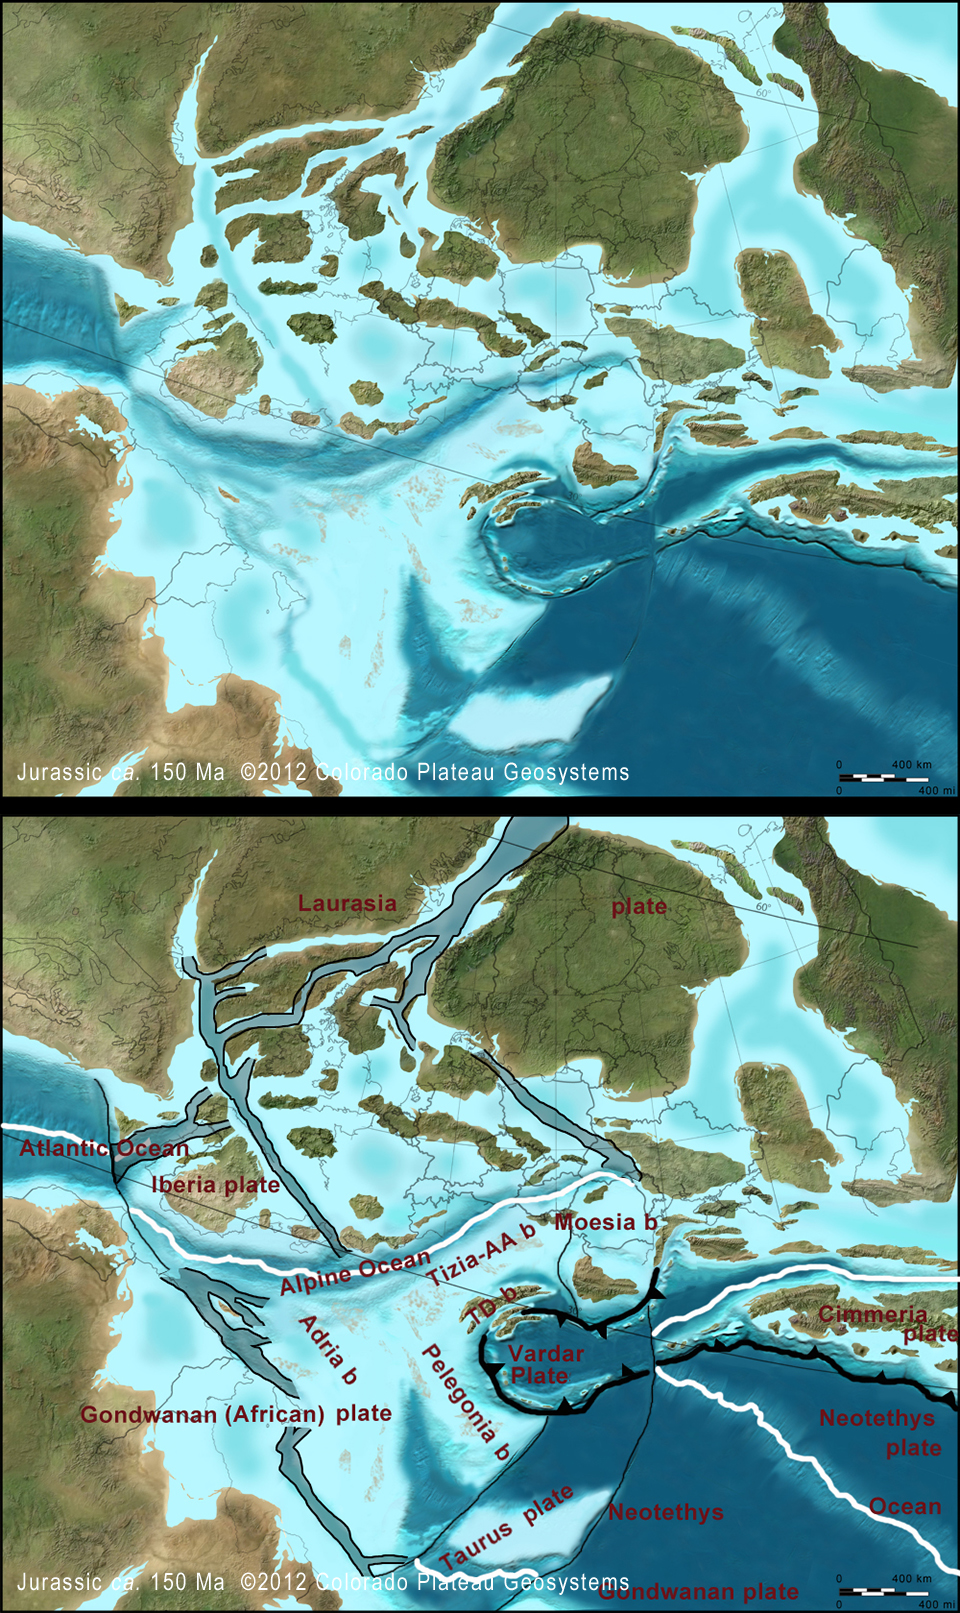 60°
Jurassic ca. 150 Ma ©2012 Colorado Plateau Geosystems
0 400 km
0 400 mi
Laurasia plate
60°
Atlantic Ocean
Iberia plate
Moesia b
Tizia-AA b
Alpine Ocean
TD b
Cimmeria
plate
Adria b
Vardar
Plate
Pelegonia b
Gondwanan (African) plate
Neotethys
plate
Taurus plate
Neotethys
Ocean
Gondwanan plate
Jurassic ca. 150 Ma ©2012 Colorado Plateau Geosystems
0 400 km
0 400 mi